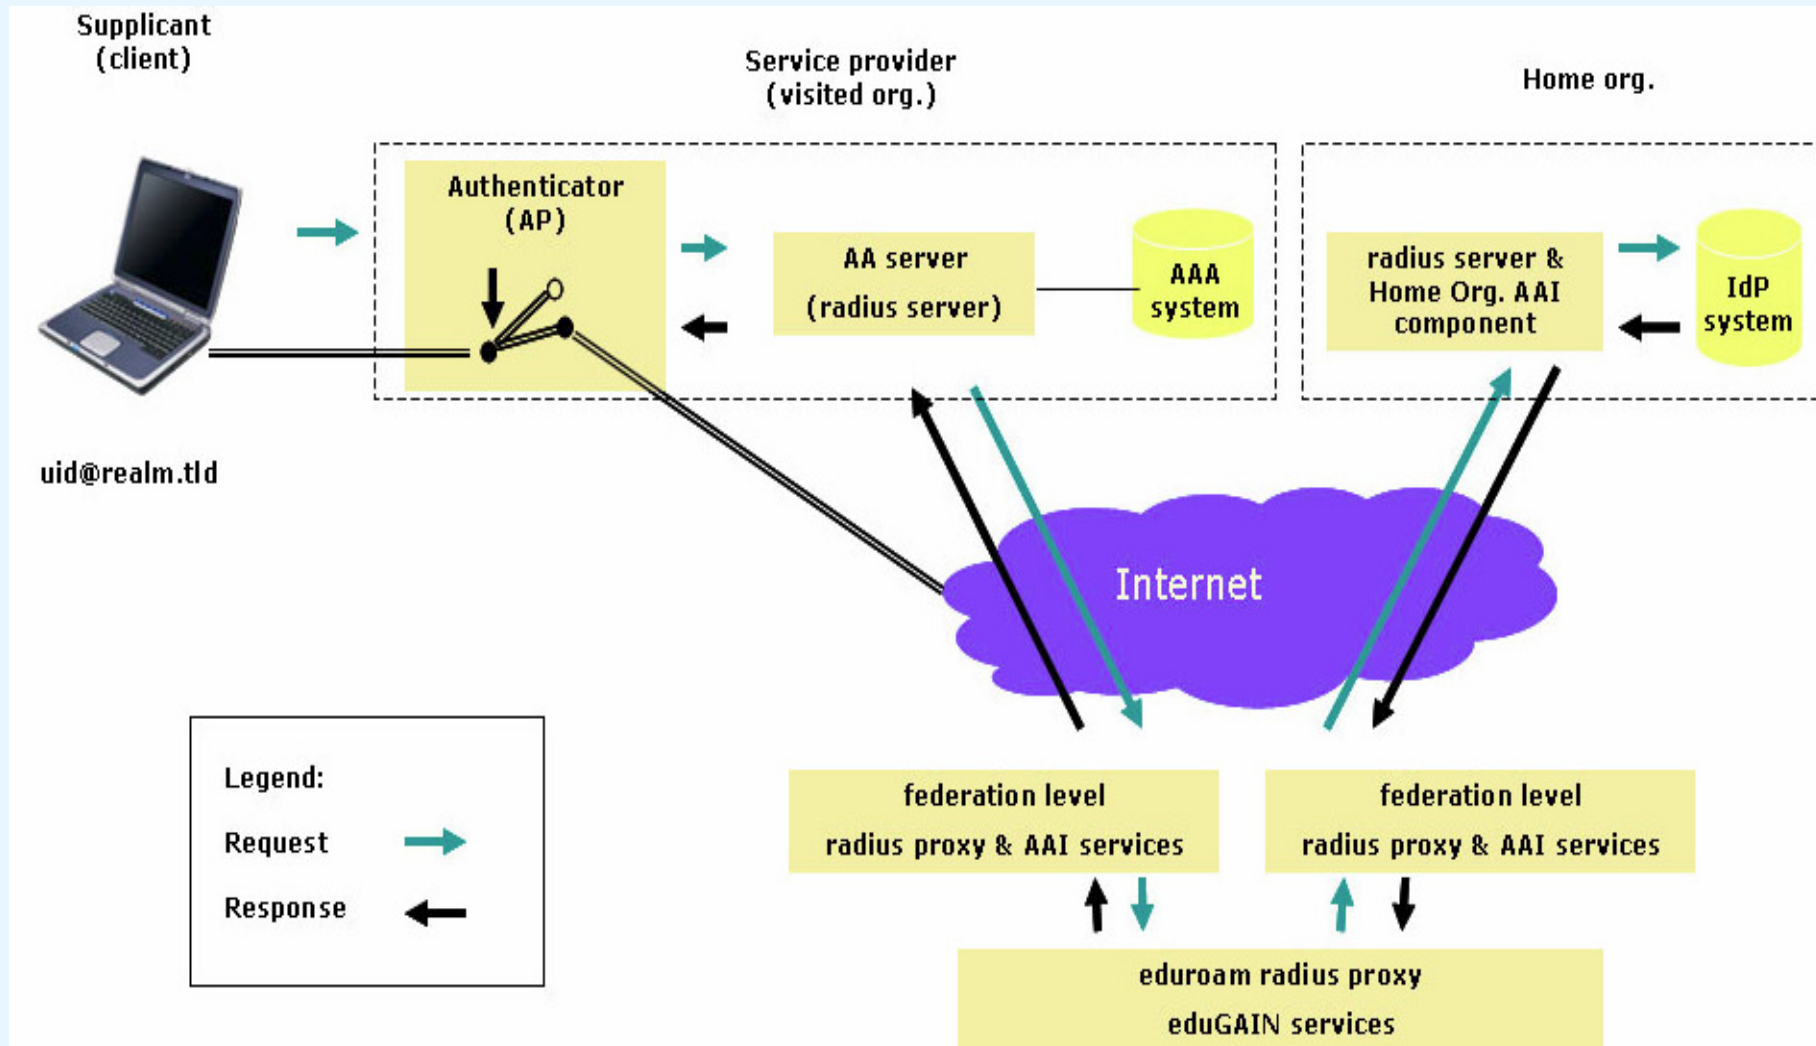 Supplicant
(client)
Service provider
(visited org.)
Home org.
Authenticator
(AP)
AA server
(radius server)
AAA
system
radius server &
Home Org. AAI
component
IdP
system
uid@realm.tld
Internet
Legend:
Request
Response
federation level
radius proxy & AAI services
federation level
radius proxy & AAI services
eduroam radius proxy
eduGAIN services